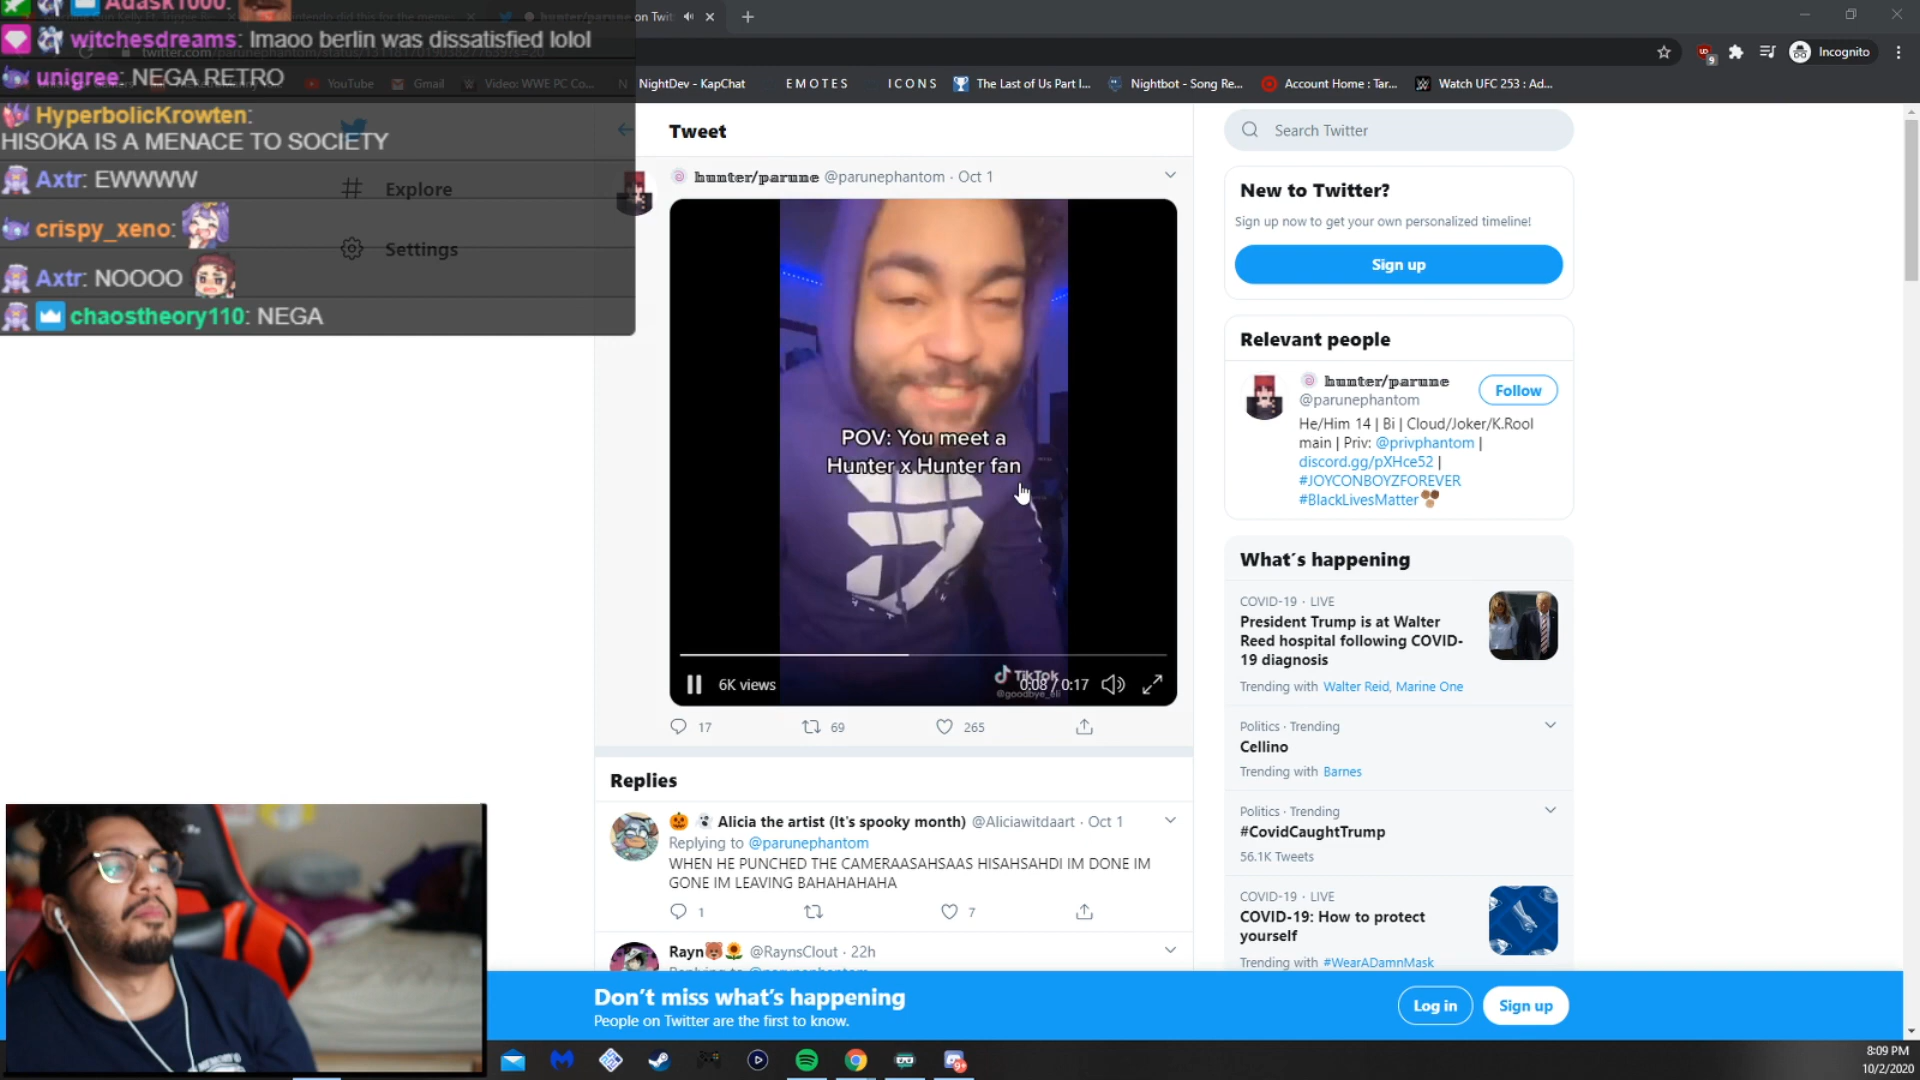 Adask1000:
witchesdreams: lmaoo berlin was dissatisfied lolol
unigree: NEGA RETRO
HyperbolicKrowten:
HISOKA IS A MENACE TO SOCIETY
Axtr: EWWWW
crispy_xeno:
Axtr: NOOOO
chaostheory110: NEGA
on Twit
Incognito
YouTube
Gmail
Video: WWE PC Co...
NightDev - KapChat
E M O T E S
I C O N S
The Last of Us Part I...
Nightbot - Song Re...
Account Home : Tar...
Watch UFC 253 : Ad...
Explore
Settings
Tweet
hunter/parune @parunephantom · Oct 1
POV: You meet a
Hunter x Hunter fan
6K views
TikTok
0:08 / 0:17
17
69
265
Replies
Alicia the artist (It's spooky month) @Aliciawitdaart · Oct 1
Replying to @parunephantom
WHEN HE PUNCHED THE CAMERAASAHSAAS HISAHSAHDI IM DONE IM
GONE IM LEAVING BAHAHAHAHA
1
7
Rayn @RaynsClout · 22h
Search Twitter
New to Twitter?
Sign up now to get your own personalized timeline!
Sign up
Relevant people
hunter/parune
@parunephantom
Follow
He/Him 14 | Bi | Cloud/Joker/K.Rool
main | Priv: @privphantom |
discord.gg/pXHce52 |
#JOYCONBOYZFOREVER
#BlackLivesMatter
What's happening
COVID-19 · LIVE
President Trump is at Walter
Reed hospital following COVID-
19 diagnosis
Trending with Walter Reid, Marine One
Politics · Trending
Cellino
Trending with Barnes
Politics · Trending
#CovidCaughtTrump
56.1K Tweets
COVID-19 · LIVE
COVID-19: How to protect
yourself
Trending with #WearADamnMask
Don't miss what's happening
People on Twitter are the first to know.
Log in
Sign up
8:09 PM
10/2/2020